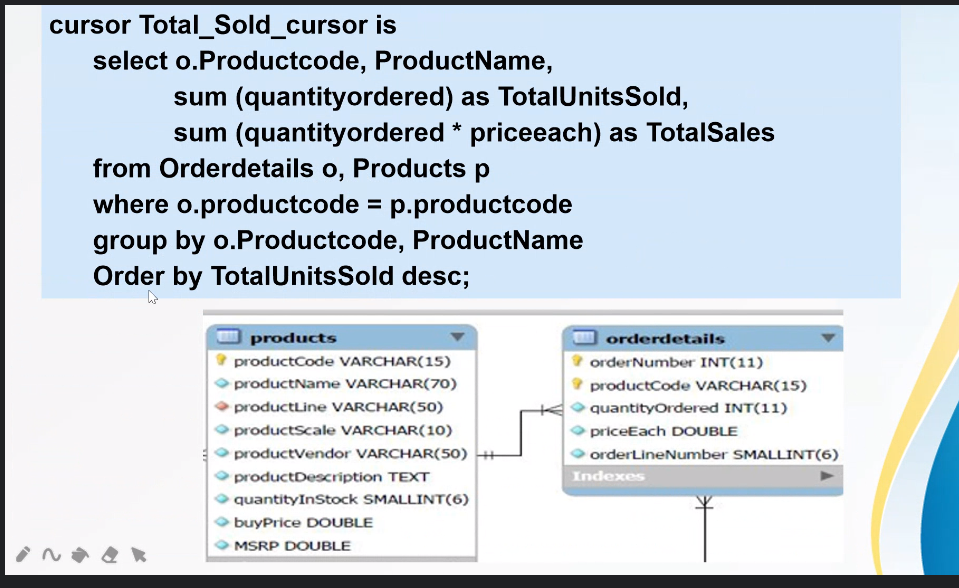 cursor Total_Sold_cursor is
select o.Productcode, ProductName,
sum (quantityordered) as TotalUnitsSold,
sum (quantityordered * priceeach) as TotalSales
from Orderdetails o, Products p
where o.productcode = p.productcode
group by o.Productcode, ProductName
Order by TotalUnitsSold desc;
products
productCode VARCHAR(15)
productName VARCHAR(70)
productLine VARCHAR(50)
productScale VARCHAR(10)
productVendor VARCHAR(50)
productDescription TEXT
quantityInStock SMALLINT(6)
buyPrice DOUBLE
MSRP DOUBLE
orderdetails
orderNumber INT(11)
productCode VARCHAR(15)
quantityOrdered INT(11)
priceEach DOUBLE
orderLineNumber SMALLINT(6)
Indexes